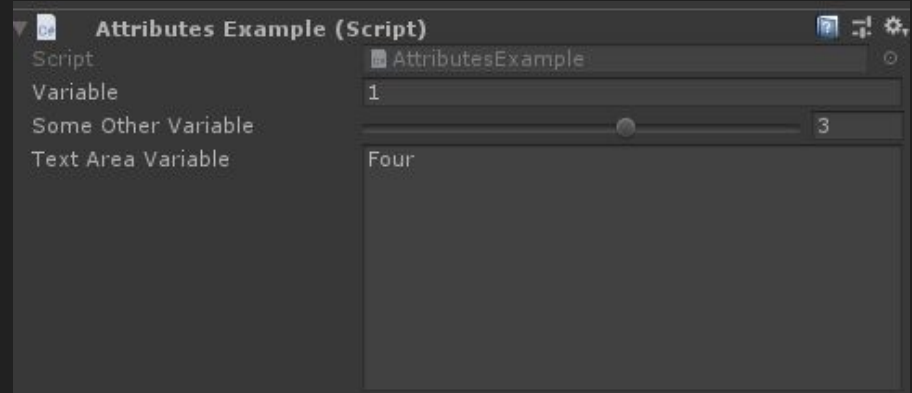 Attributes Example (Script)
Script AttributesExample
Variable 1
Some Other Variable 3
Text Area Variable Four